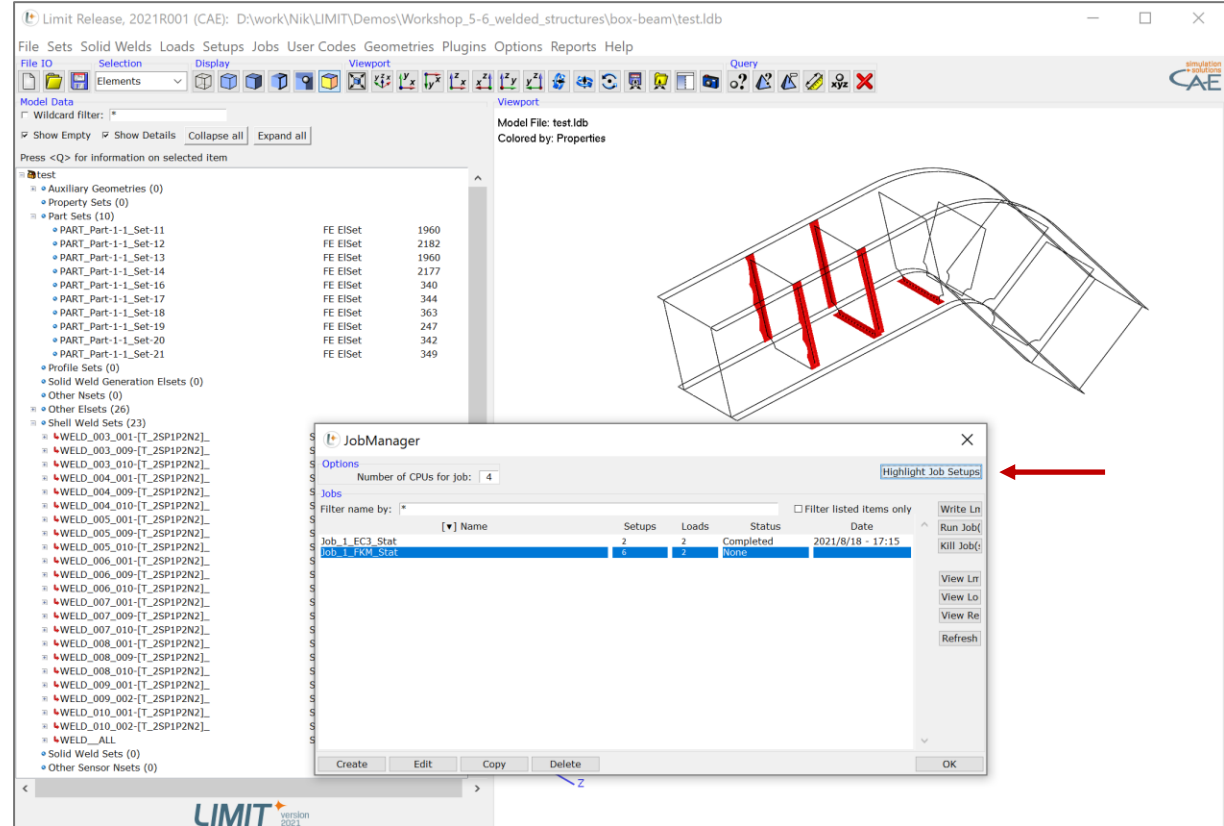 Limit Release, 2021R001 (CAE): D:\work\Nik\LIMIT\Demos\Workshop_5-6_welded_structures\box-beam\test.ldb
File Sets Solid Welds Loads Setups Jobs User Codes Geometries Plugins Options Reports Help
File IO Selection Display Viewport Query
Elements
simulation
+solutions
CAE
Model Data
Wildcard filter: *
Show Empty Show Details Collapse all Expand all
Press <Q> for information on selected item
test
Auxiliary Geometries (0)
Property Sets (0)
Part Sets (10)
PART_Part-1-1_Set-11 FE ElSet 1960
PART_Part-1-1_Set-12 FE ElSet 2182
PART_Part-1-1_Set-13 FE ElSet 1960
PART_Part-1-1_Set-14 FE ElSet 2177
PART_Part-1-1_Set-16 FE ElSet 340
PART_Part-1-1_Set-17 FE ElSet 344
PART_Part-1-1_Set-18 FE ElSet 363
PART_Part-1-1_Set-19 FE ElSet 247
PART_Part-1-1_Set-20 FE ElSet 342
PART_Part-1-1_Set-21 FE ElSet 349
Profile Sets (0)
Solid Weld Generation Elsets (0)
Other Nsets (0)
Other Elsets (26)
Shell Weld Sets (23)
WELD_003_001-[T_2SP1P2N2]_ S
WELD_003_009-[T_2SP1P2N2]_ S
WELD_003_010-[T_2SP1P2N2]_ S
WELD_004_001-[T_2SP1P2N2]_ S
WELD_004_009-[T_2SP1P2N2]_ S
WELD_004_010-[T_2SP1P2N2]_ S
WELD_005_001-[T_2SP1P2N2]_ S
WELD_005_009-[T_2SP1P2N2]_ S
WELD_005_010-[T_2SP1P2N2]_ S
WELD_006_001-[T_2SP1P2N2]_ S
WELD_006_009-[T_2SP1P2N2]_ S
WELD_006_010-[T_2SP1P2N2]_ S
WELD_007_001-[T_2SP1P2N2]_ S
WELD_007_009-[T_2SP1P2N2]_ S
WELD_007_010-[T_2SP1P2N2]_ S
WELD_008_001-[T_2SP1P2N2]_ S
WELD_008_009-[T_2SP1P2N2]_ S
WELD_008_010-[T_2SP1P2N2]_ S
WELD_009_001-[T_2SP1P2N2]_ S
WELD_009_002-[T_2SP1P2N2]_ S
WELD_010_001-[T_2SP1P2N2]_ S
WELD_010_002-[T_2SP1P2N2]_ S
WELD__ALL S
Solid Weld Sets (0)
Other Sensor Nsets (0)
LIMIT version
2021
Viewport
Model File: test.ldb
Colored by: Properties
JobManager
Options
Number of CPUs for job: 4
Highlight Job Setups
Jobs
Filter name by: * Filter listed items only Write Ln
[▼] Name Setups Loads Status Date Run Job(
Job_1_EC3_Stat 2 2 Completed 2021/8/18 - 17:15
Job_1_FKM_Stat 6 2 None Kill Job(s
View Lm
View Lo
View Re
Refresh
Create Edit Copy Delete OK
Z